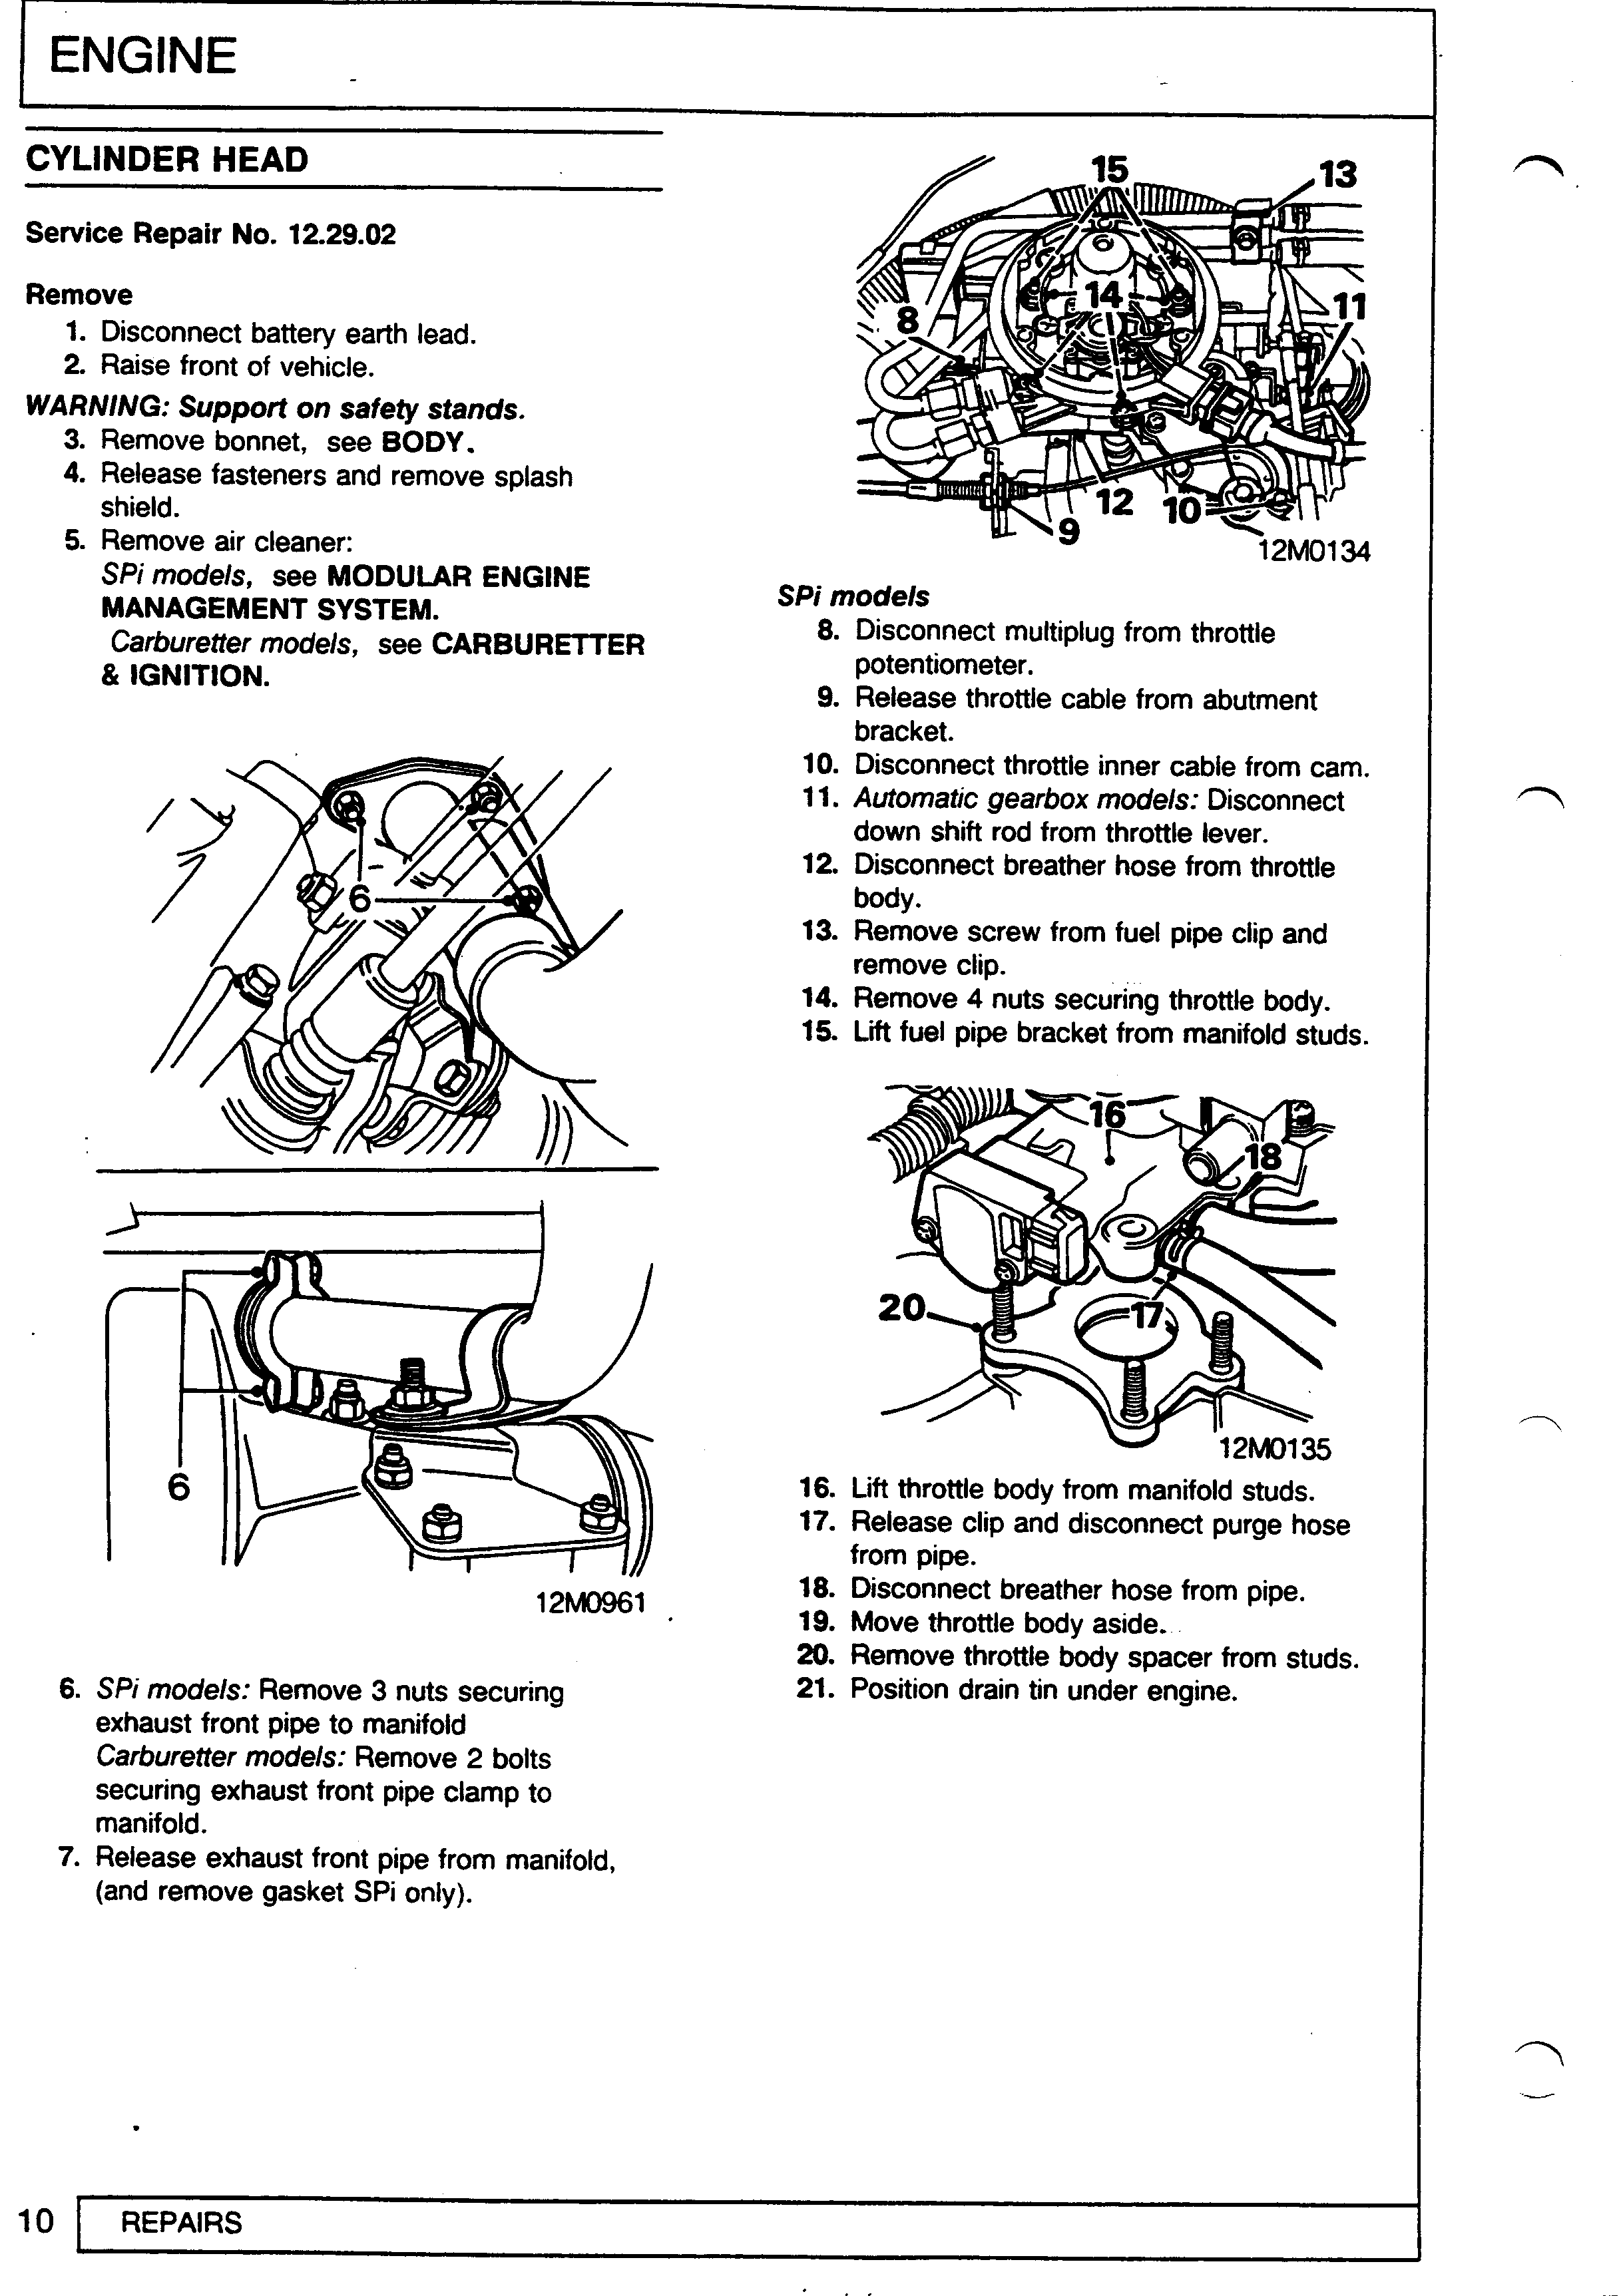 ENGINE
CYLINDER HEAD
Service Repair No. 12.29.02
Remove
1. Disconnect battery earth lead.
2. Raise front of vehicle.
WARNING: Support on safety stands.
3. Remove bonnet, see BODY.
4. Release fasteners and remove splash
shield.
5. Remove air cleaner:
SPi models, see MODULAR ENGINE
MANAGEMENT SYSTEM.
Carburetter models, see CARBURETTER
& IGNITION.
6
6
12M0961
6. SPi models: Remove 3 nuts securing
exhaust front pipe to manifold
Carburetter models: Remove 2 bolts
securing exhaust front pipe clamp to
manifold.
7. Release exhaust front pipe from manifold,
(and remove gasket SPi only).
15
13
14
11
8
12
10
9
12M0134
SPi models
8. Disconnect multiplug from throttle
potentiometer.
9. Release throttle cable from abutment
bracket.
10. Disconnect throttle inner cable from cam.
11. Automatic gearbox models: Disconnect
down shift rod from throttle lever.
12. Disconnect breather hose from throttle
body.
13. Remove screw from fuel pipe clip and
remove clip.
14. Remove 4 nuts securing throttle body.
15. Lift fuel pipe bracket from manifold studs.
16
18
20
17
12M0135
16. Lift throttle body from manifold studs.
17. Release clip and disconnect purge hose
from pipe.
18. Disconnect breather hose from pipe.
19. Move throttle body aside.
20. Remove throttle body spacer from studs.
21. Position drain tin under engine.
10
REPAIRS